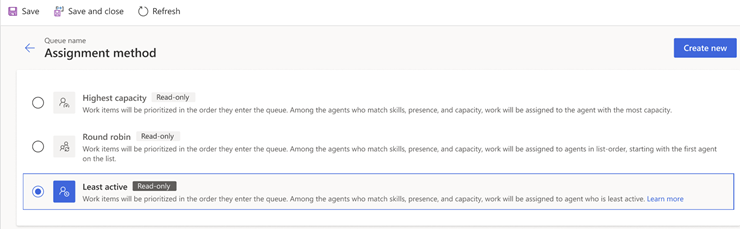 Save Save and close Refresh
Queue name
Assignment method
Create new
Highest capacity Read-only
Work items will be prioritized in the order they enter the queue. Among the agents who match skills, presence, and capacity, work will be assigned to the agent with the most capacity.
Round robin Read-only
Work items will be prioritized in the order they enter the queue. Among the agents who match skills, presence, and capacity, work will be assigned to agents in list-order, starting with the first agent
on the list.
Least active Read-only
Work items will be prioritized in the order they enter the queue. Among the agents who match skills, presence, and capacity, work will be assigned to agent who is least active. Learn more